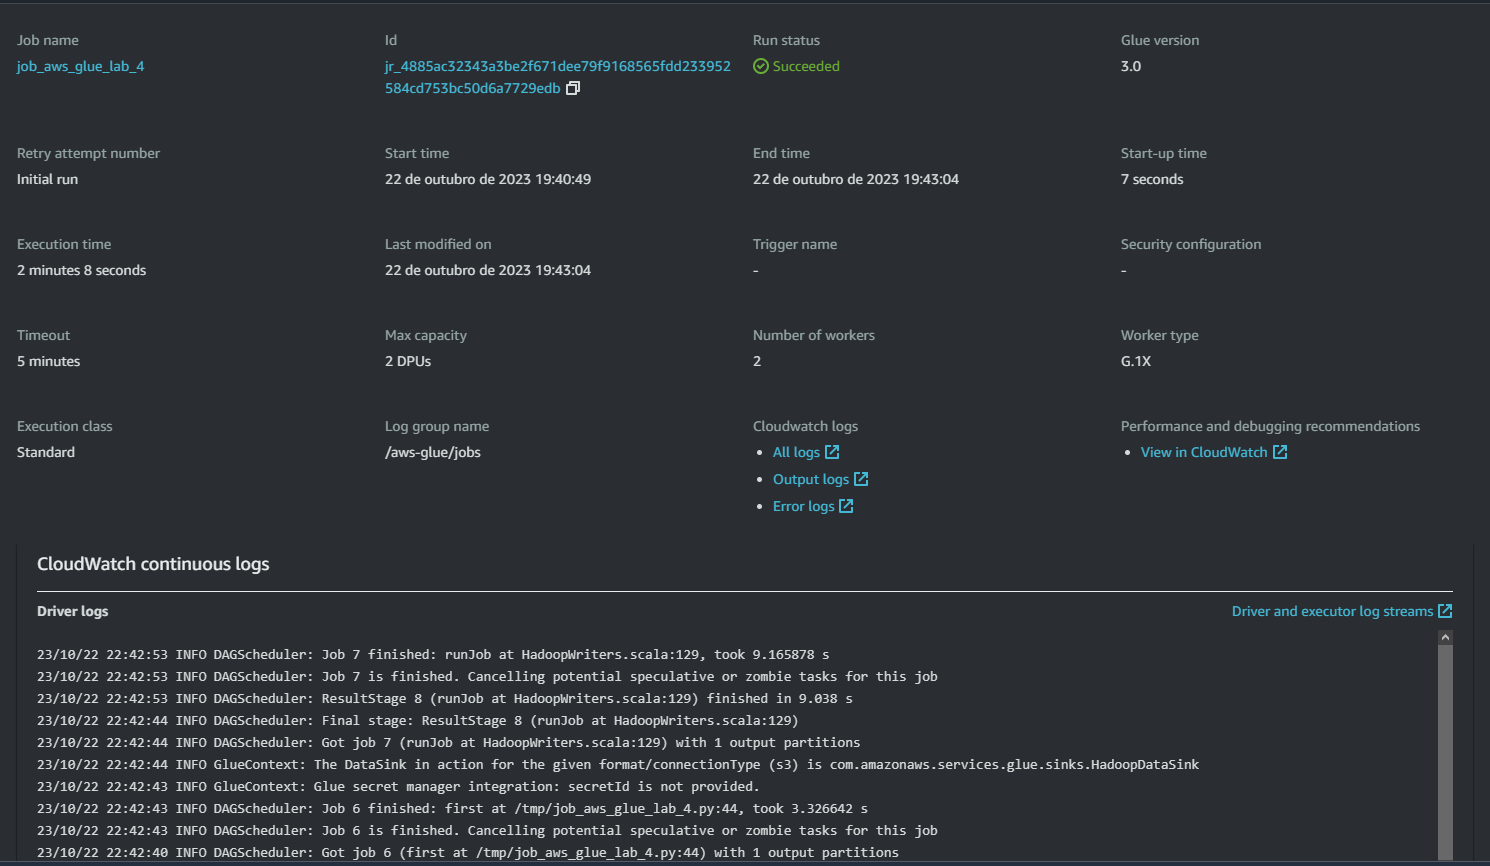 Job name
job_aws_glue_lab_4
Id
jr_4885ac32343a3be2f671dee79f9168565fdd233952
584cd753bc50d6a7729edb
Run status
Succeeded
Glue version
3.0
Retry attempt number
Initial run
Start time
22 de outubro de 2023 19:40:49
End time
22 de outubro de 2023 19:43:04
Start-up time
7 seconds
Execution time
2 minutes 8 seconds
Last modified on
22 de outubro de 2023 19:43:04
Trigger name
-
Security configuration
-
Timeout
5 minutes
Max capacity
2 DPUs
Number of workers
2
Worker type
G.1X
Execution class
Standard
Log group name
/aws-glue/jobs
Cloudwatch logs
• All logs
• Output logs
• Error logs
Performance and debugging recommendations
• View in CloudWatch
CloudWatch continuous logs
Driver logs
Driver and executor log streams
23/10/22 22:42:53 INFO DAGScheduler: Job 7 finished: runJob at HadoopWriters.scala:129, took 9.165878 s
23/10/22 22:42:53 INFO DAGScheduler: Job 7 is finished. Cancelling potential speculative or zombie tasks for this job
23/10/22 22:42:53 INFO DAGScheduler: ResultStage 8 (runJob at HadoopWriters.scala:129) finished in 9.038 s
23/10/22 22:42:44 INFO DAGScheduler: Final stage: ResultStage 8 (runJob at HadoopWriters.scala:129)
23/10/22 22:42:44 INFO DAGScheduler: Got job 7 (runJob at HadoopWriters.scala:129) with 1 output partitions
23/10/22 22:42:44 INFO GlueContext: The DataSink in action for the given format/connectionType (s3) is com.amazonaws.services.glue.sinks.HadoopDataSink
23/10/22 22:42:43 INFO GlueContext: Glue secret manager integration: secretId is not provided.
23/10/22 22:42:43 INFO DAGScheduler: Job 6 finished: first at /tmp/job_aws_glue_lab_4.py:44, took 3.326642 s
23/10/22 22:42:43 INFO DAGScheduler: Job 6 is finished. Cancelling potential speculative or zombie tasks for this job
23/10/22 22:42:40 INFO DAGScheduler: Got job 6 (first at /tmp/job_aws_glue_lab_4.py:44) with 1 output partitions